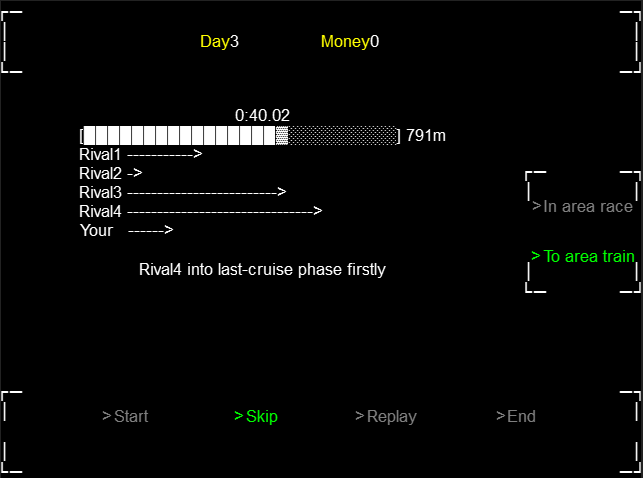 Day3 Money0
0:40.02
[████████████████▓░░░░░░░░░] 791m
Rival1 ----------->
Rival2 ->
Rival3 ------------------------->
Rival4 ------------------------------->
Your ------>
>In area race
>To area train
Rival4 into last-cruise phase firstly
>Start >Skip >Replay >End